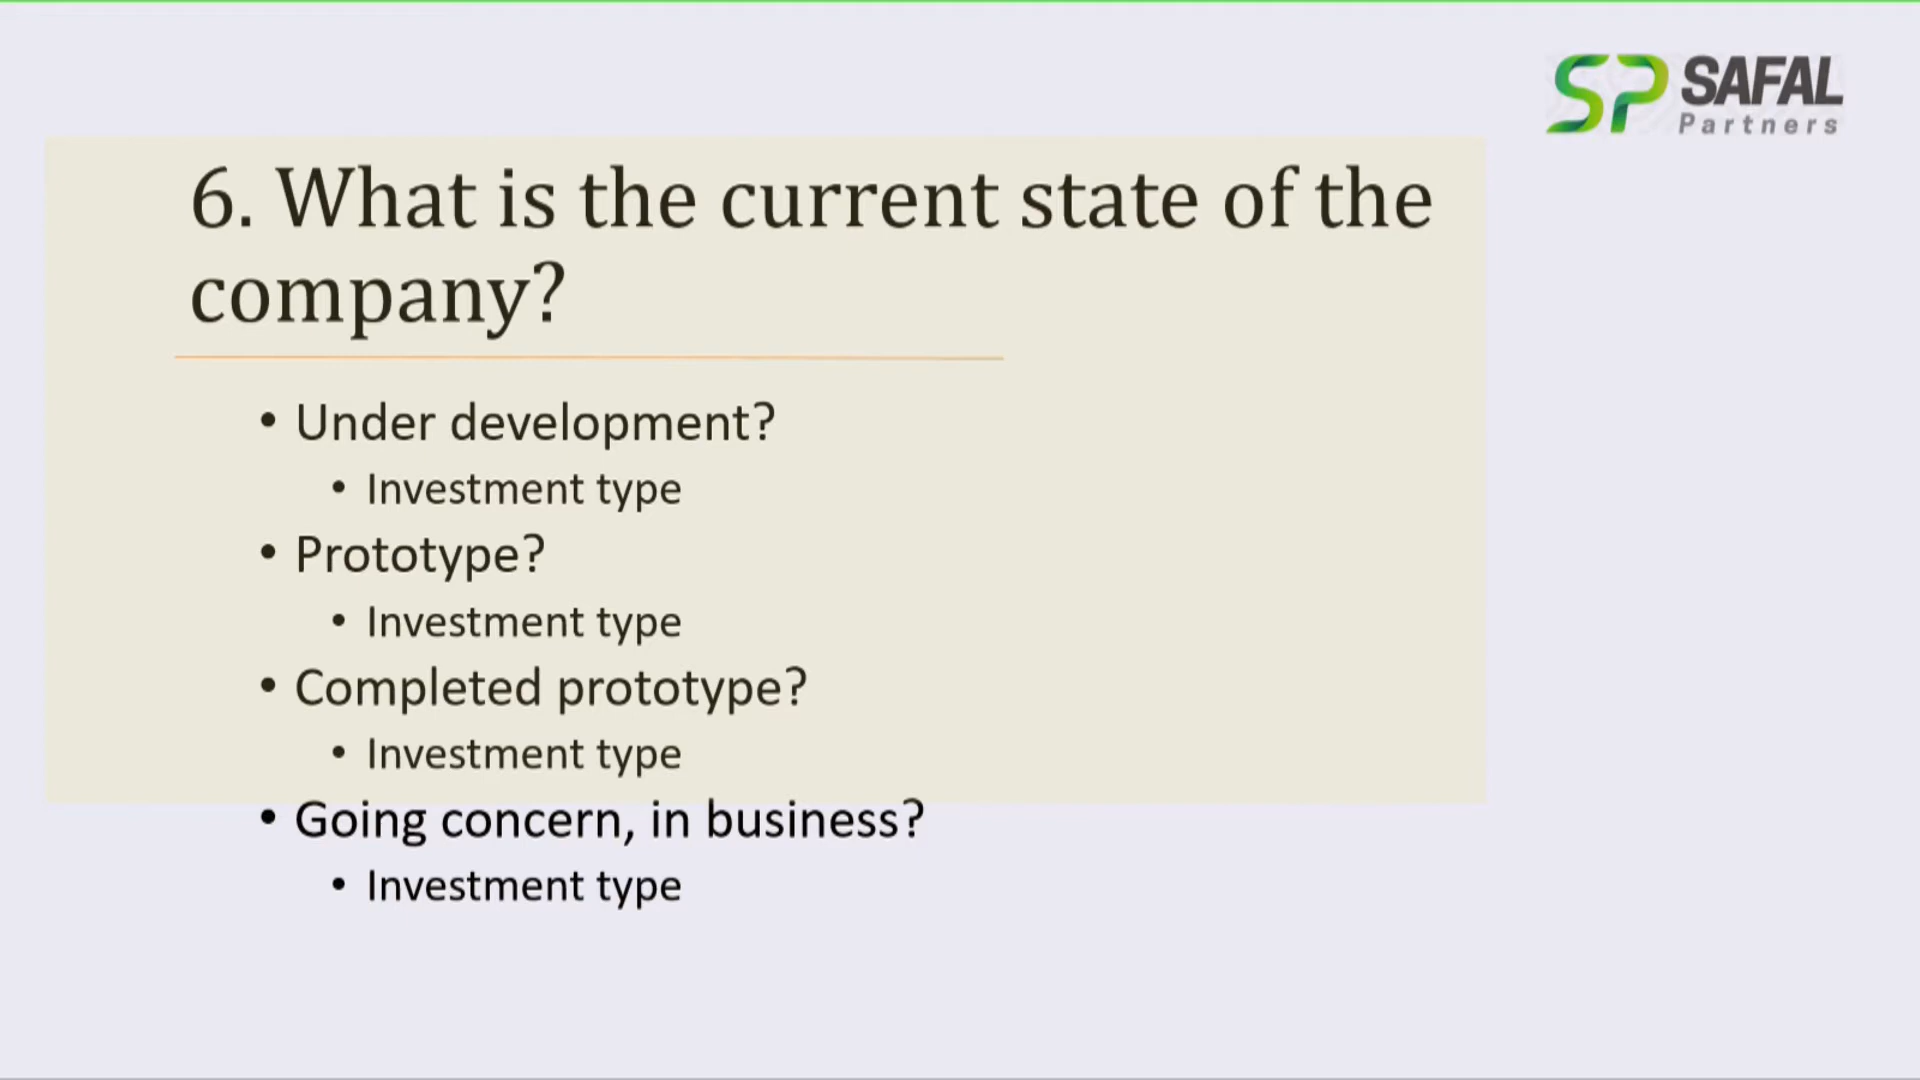 SP SAFAL
Partners
6. What is the current state of the
company?
• Under development?
• Investment type
• Prototype?
• Investment type
• Completed prototype?
• Investment type
• Going concern, in business?
• Investment type